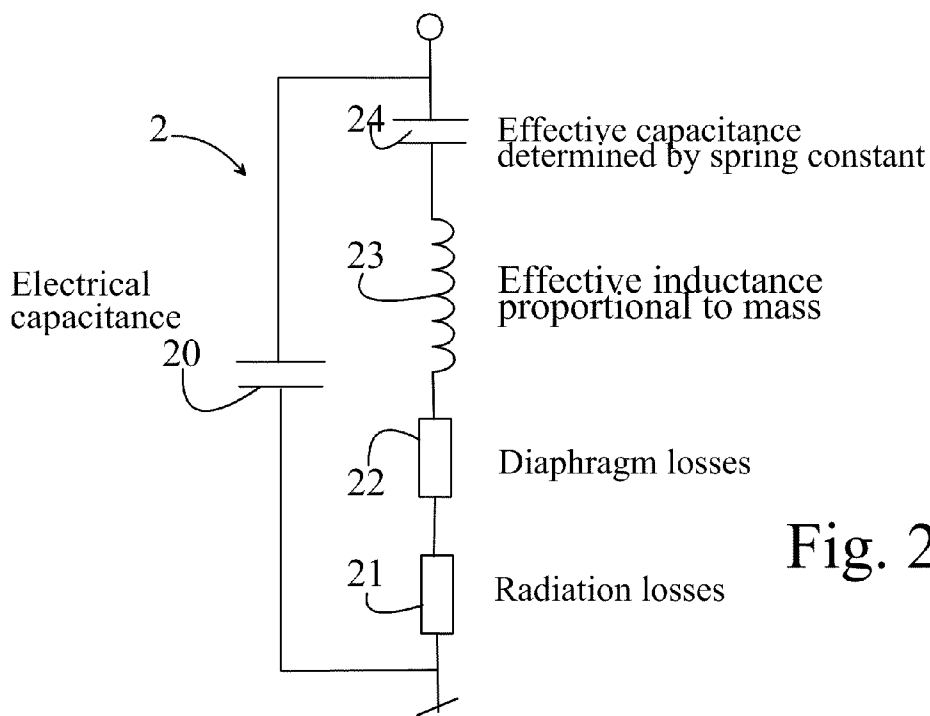 24
Effective capacitance
determined by spring constant
2
23
Effective inductance
proportional to mass
Electrical
capacitance
20
22
Diaphragm losses
Fig. 2
21
Radiation losses